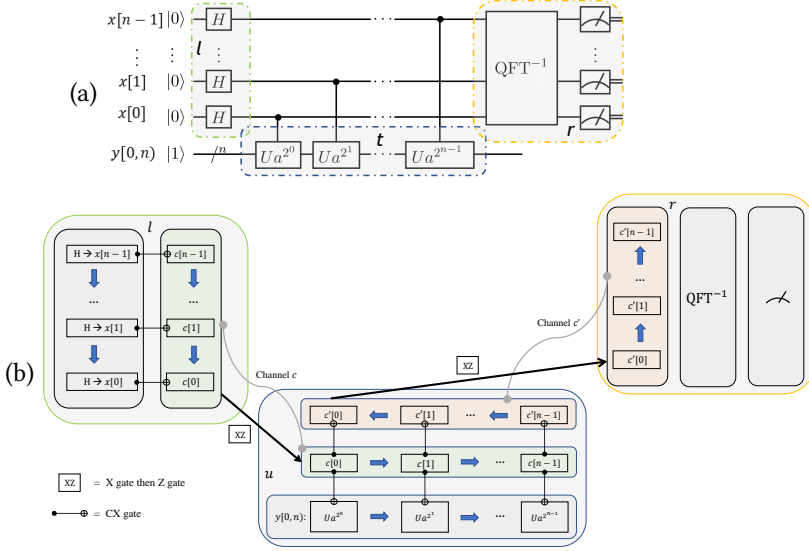 x[n − 1] |0⟩ H
⋮ ⋮ l ⋮ ··· QFT⁻¹ ⋮
x[1] |0⟩ H ···
(a)
x[0] |0⟩ H ··· r
t
y[0, n) |1⟩ /ⁿ Ua^{2^0} Ua^{2^1} ··· Ua^{2^{n−1}}
l
H → x[n − 1] c[n − 1]
... ...
H → x[1] c[1]
H → x[0] c[0]
r
c′[n − 1]
...
c′[1]
c′[0]
QFT⁻¹
Channel c′
Channel c
XZ
XZ
(b)
c′[0] c′[1] ... c′[n − 1]
c[0] c[1] ... c[n − 1]
u
y[0, n): Ua^{2^0} Ua^{2^1} ... Ua^{2^{n−1}}
XZ = X gate then Z gate
= CX gate